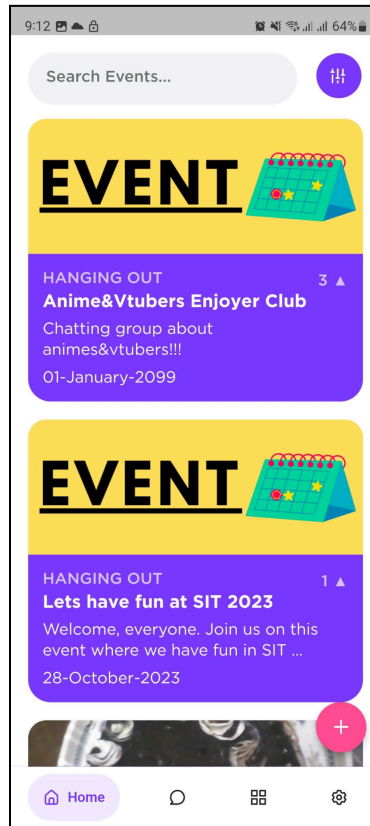 9:12
64%
Search Events...
EVENT
HANGING OUT
3 ▲
Anime&Vtubers Enjoyer Club
Chatting group about
animes&vtubers!!!
01-January-2099
EVENT
HANGING OUT
1 ▲
Lets have fun at SIT 2023
Welcome, everyone. Join us on this
event where we have fun in SIT ...
28-October-2023
+
Home